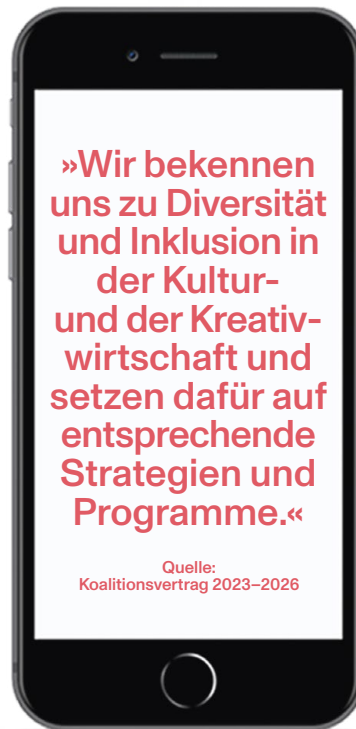 »Wir bekennen
uns zu Diversität
und Inklusion in
der Kultur-
und der Kreativ-
wirtschaft und
setzen dafür auf
entsprechende
Strategien und
Programme.«
Quelle:
Koalitionsvertrag 2023–2026